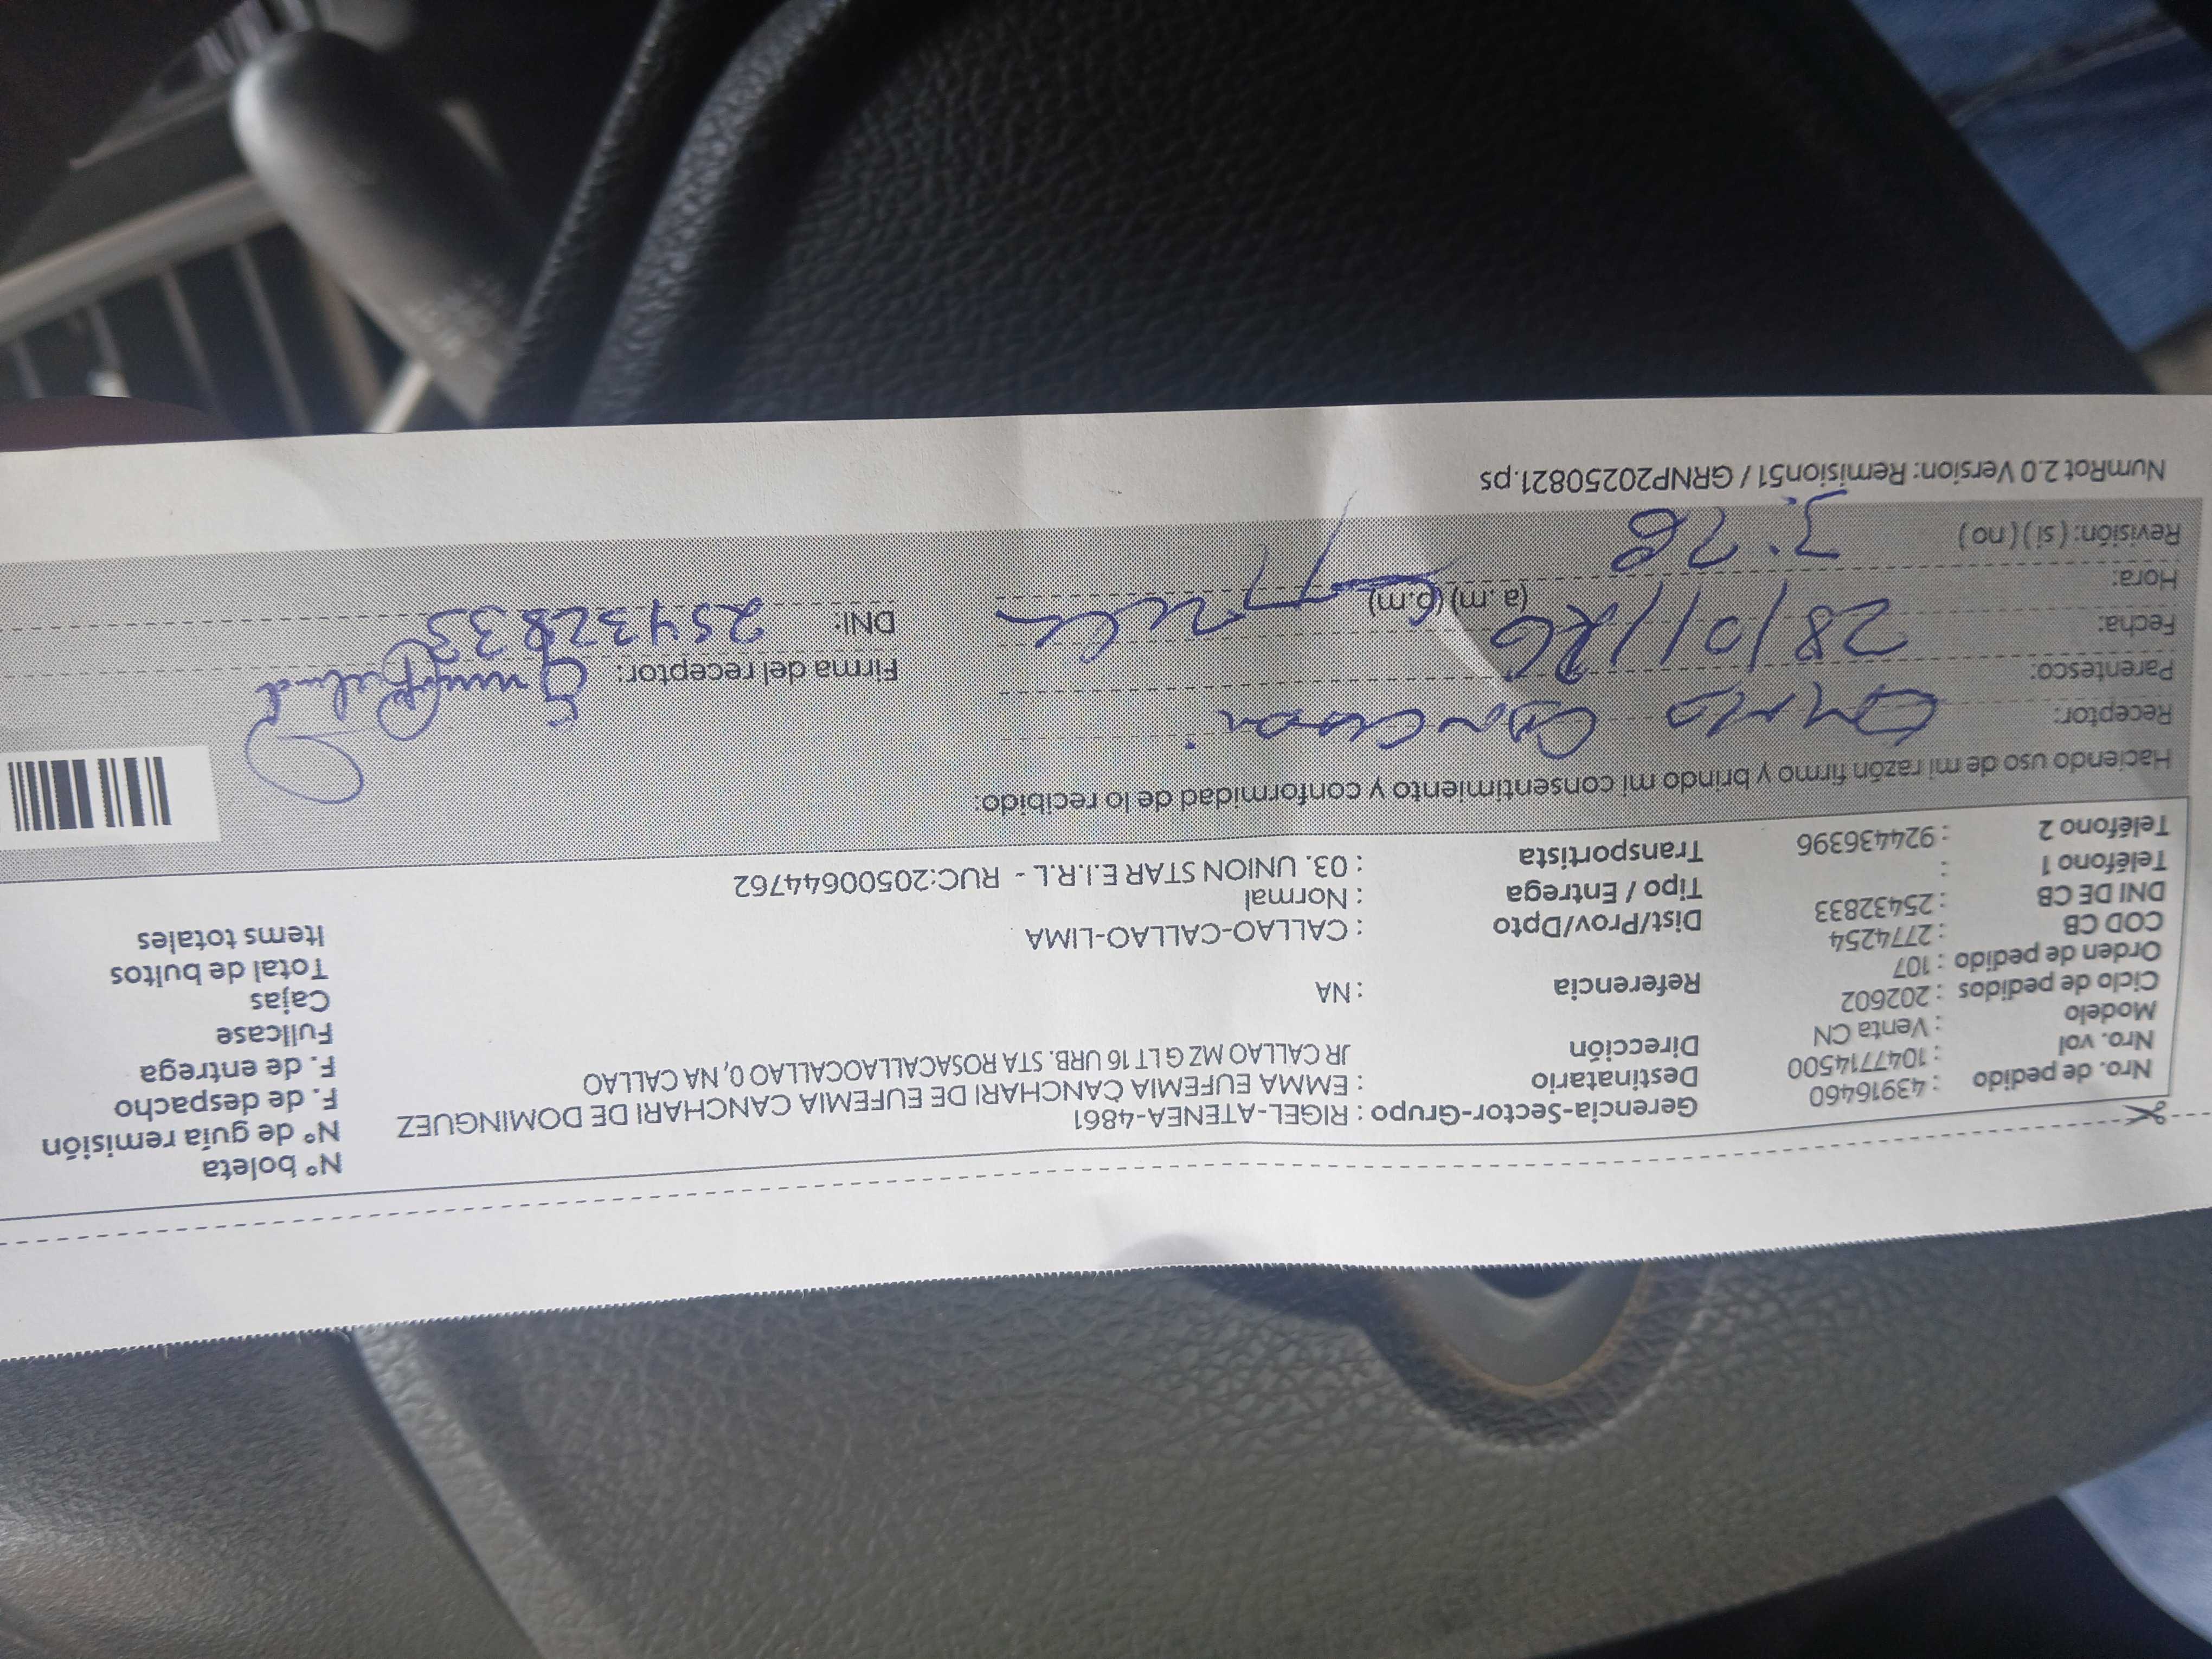 Nº boleta
Nro. de pedido : 43916460 Gerencia-Sector-Grupo : RIGEL-ATENEA-4861 Nº de guía remisión
Nro. vol : 1047714500 Destinatario : EMMA EUFEMIA CANCHARI DE EUFEMIA CANCHARI DE DOMINGUEZ F. de despacho
Modelo : Venta CN Dirección JR CALLAO MZ G LT 16 URB. STA ROSACALLAOCALLAO 0, NA CALLAO F. de entrega
Ciclo de pedidos : 202602 Fullcase
Orden de pedido : 107 Referencia : NA Cajas
COD CB : 2774254 Total de bultos
DNI DE CB : 25432833 Dist/Prov/Dpto : CALLAO-CALLAO-LIMA Items totales
Teléfono 1 : Tipo / Entrega : Normal
Teléfono 2 : 924436396 Transportista : 03. UNION STAR E.I.R.L - RUC:20500644762
Haciendo uso de mi razón firmo y brindo mi consentimiento y conformidad de lo recibido:
Receptor:
Parentesco: Firma del receptor:
Fecha: 28/01/26 DNI: 25432833
Hora: (a.m) (p.m)
Revisión: ( si ) ( no )
NumRot 2.0 Version: Remision51 / GRNP20250821.ps